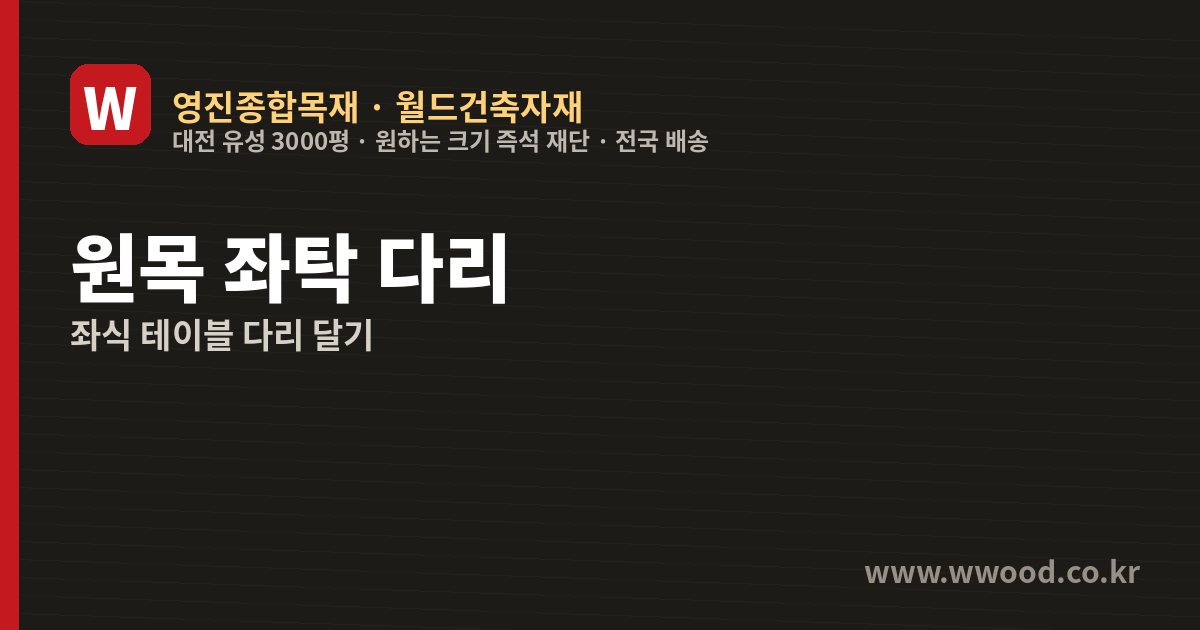 W
영진종합목재 · 월드건축자재
대전 유성 3000평 · 원하는 크기 즉석 재단 · 전국 배송
원목 좌탁 다리
좌식 테이블 다리 달기
www.wwood.co.kr